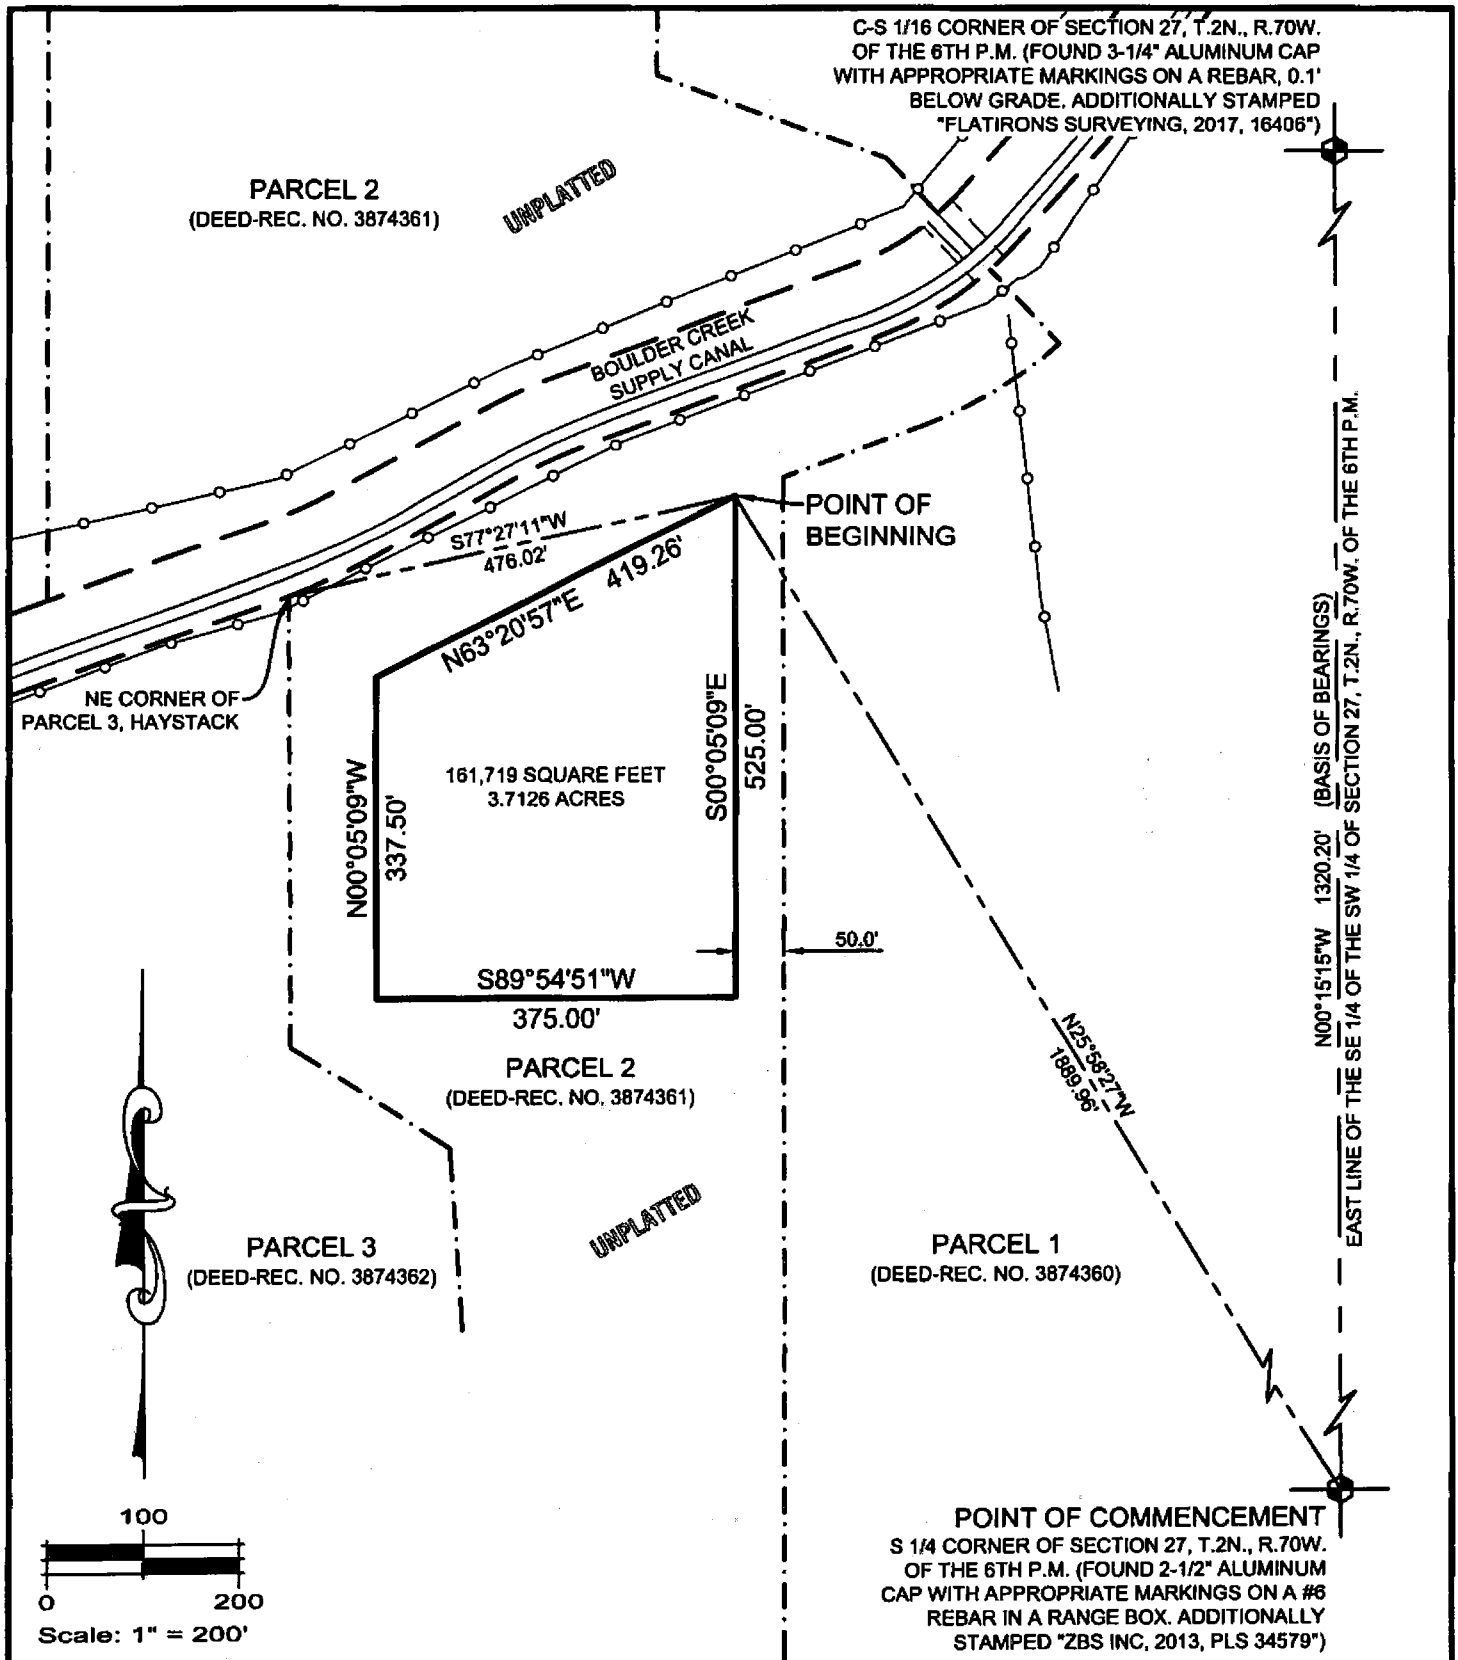 C-S 1/16 CORNER OF SECTION 27, T.2N., R.70W.
OF THE 6TH P.M. (FOUND 3-1/4" ALUMINUM CAP
WITH APPROPRIATE MARKINGS ON A REBAR, 0.1'
BELOW GRADE, ADDITIONALLY STAMPED
"FLATIRONS SURVEYING, 2017, 16406")
PARCEL 2
(DEED-REC. NO. 3874361)
UNPLATTED
BOULDER CREEK
SUPPLY CANAL
POINT OF
BEGINNING
S77°27'11"W
476.02'
N63°20'57"E 419.26'
NE CORNER OF
PARCEL 3, HAYSTACK
161,719 SQUARE FEET
3.7126 ACRES
N00°05'09"W
337.50'
S00°05'09"E
525.00'
50.0'
S89°54'51"W
375.00'
PARCEL 2
(DEED-REC. NO. 3874361)
N25°58'27"W
1889.96'
N00°15'15"W 1320.20' (BASIS OF BEARINGS)
EAST LINE OF THE SE 1/4 OF THE SW 1/4 OF SECTION 27, T.2N., R.70W. OF THE 6TH P.M.
UNPLATTED
PARCEL 3
(DEED-REC. NO. 3874362)
PARCEL 1
(DEED-REC. NO. 3874360)
100
0 200
Scale: 1" = 200'
POINT OF COMMENCEMENT
S 1/4 CORNER OF SECTION 27, T.2N., R.70W.
OF THE 6TH P.M. (FOUND 2-1/2" ALUMINUM
CAP WITH APPROPRIATE MARKINGS ON A #6
REBAR IN A RANGE BOX. ADDITIONALLY
STAMPED "ZBS INC, 2013, PLS 34579")